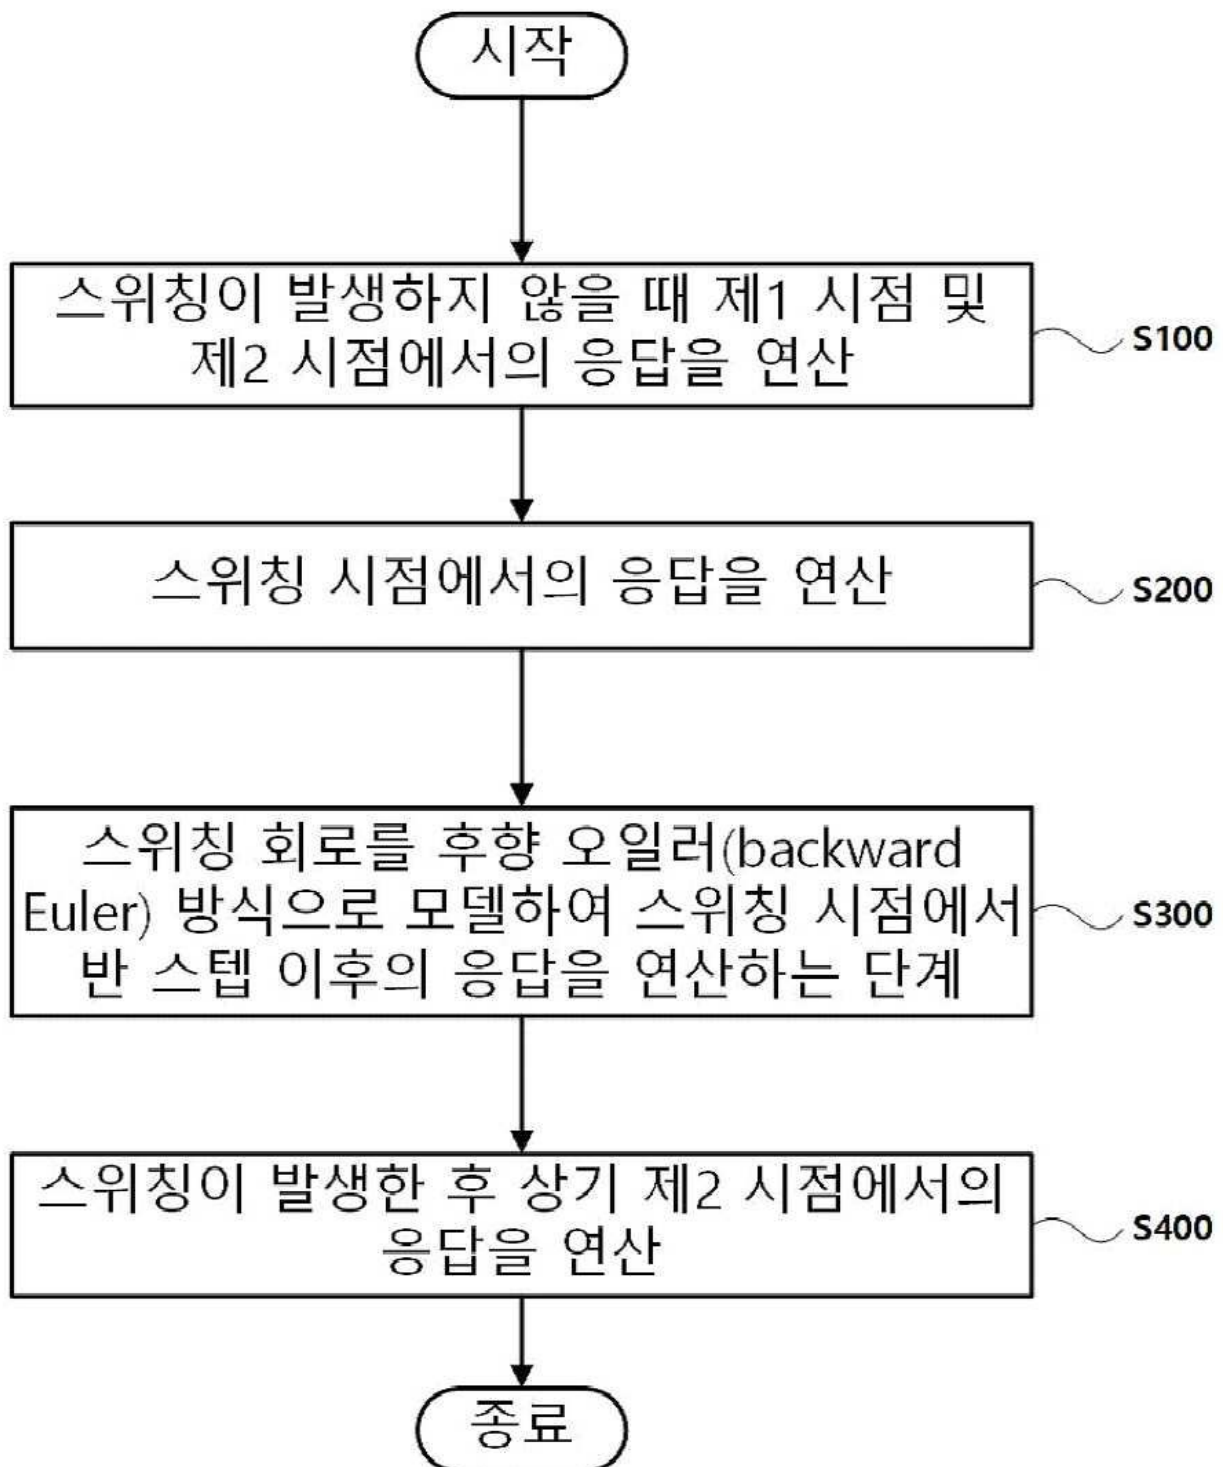 시작
스위칭이 발생하지 않을 때 제1 시점 및
제2 시점에서의 응답을 연산
S100
스위칭 시점에서의 응답을 연산
S200
스위칭 회로를 후향 오일러(backward
Euler) 방식으로 모델하여 스위칭 시점에서
반 스텝 이후의 응답을 연산하는 단계
S300
스위칭이 발생한 후 상기 제2 시점에서의
응답을 연산
S400
종료